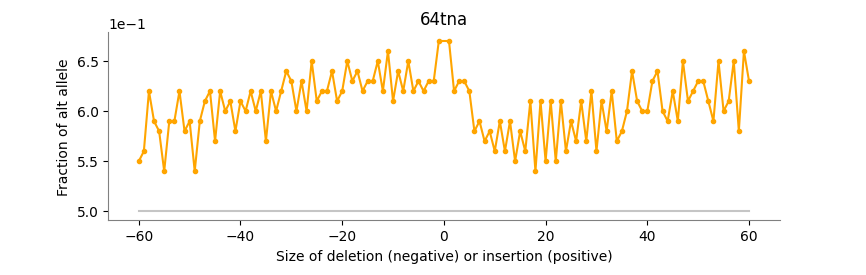 64tna
1e−1
Fraction of alt allele
6.5
6.0
5.5
5.0
−60 −40 −20 0 20 40 60
Size of deletion (negative) or insertion (positive)